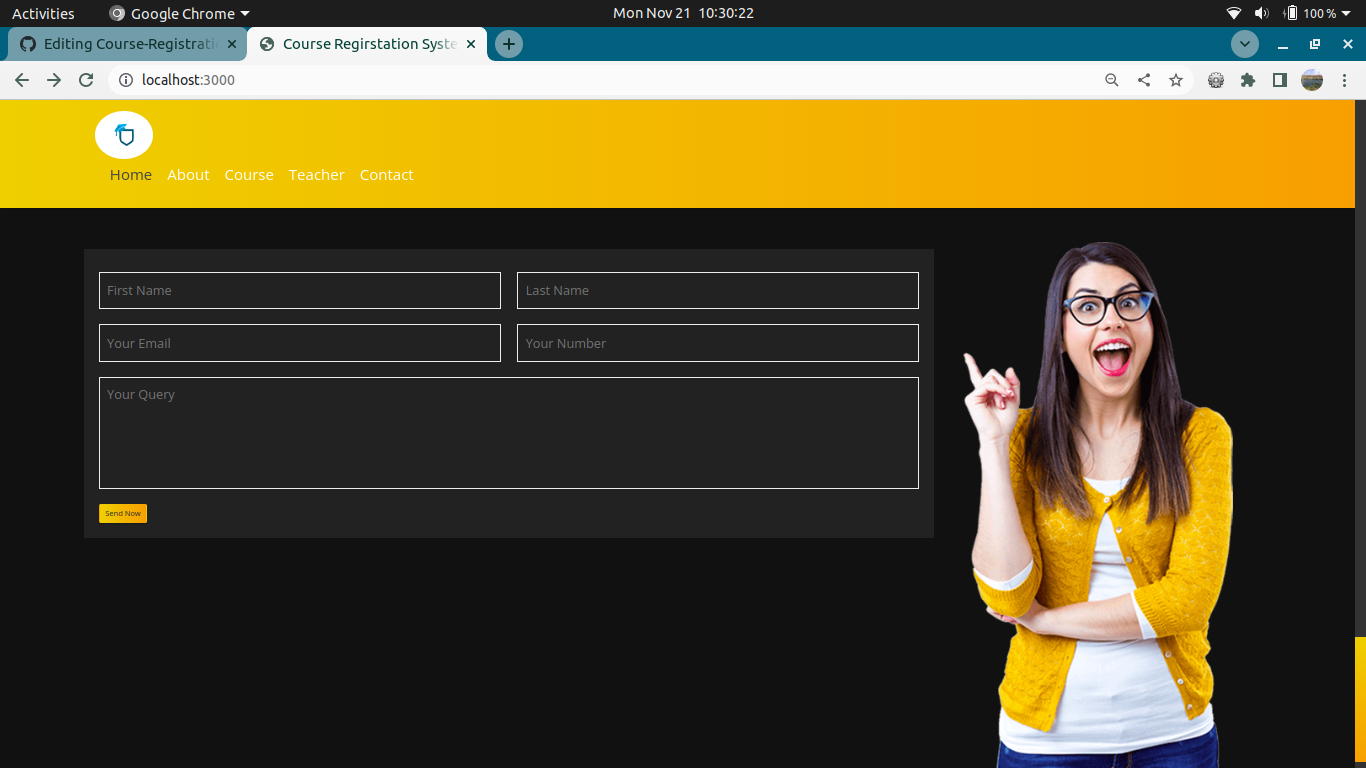 Activities Google Chrome Mon Nov 21 10:30:22 100 %
Editing Course-Registrati Course Regirstation Syste
localhost:3000
Home About Course Teacher Contact
First Name Last Name
Your Email Your Number
Your Query
Send Now